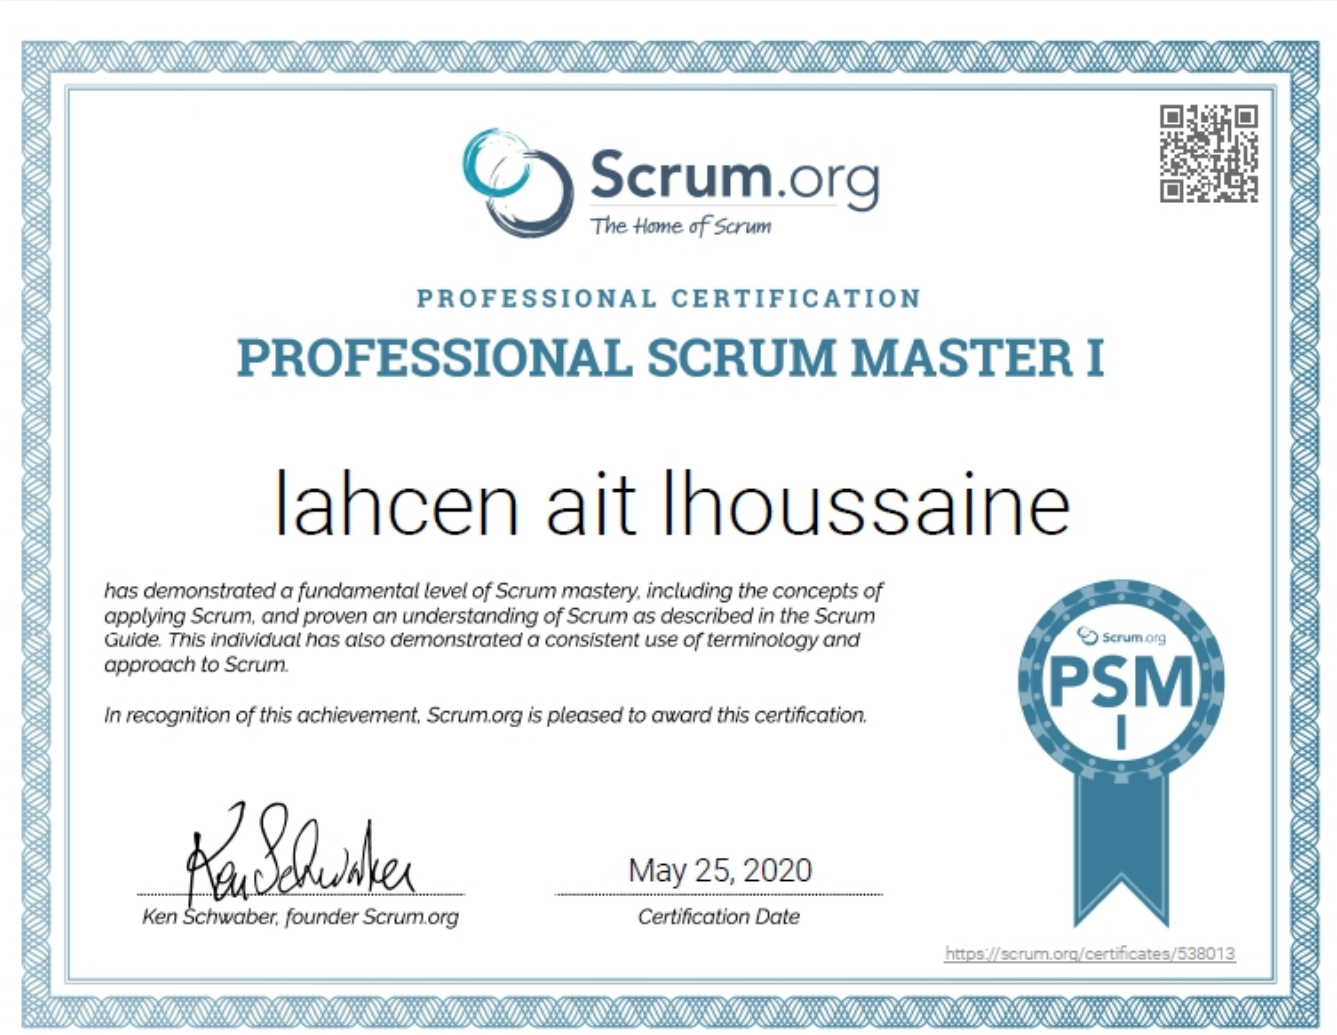 Scrum.org
The Home of Scrum
PROFESSIONAL CERTIFICATION
PROFESSIONAL SCRUM MASTER I
lahcen ait lhoussaine
has demonstrated a fundamental level of Scrum mastery, including the concepts of
applying Scrum, and proven an understanding of Scrum as described in the Scrum
Guide. This individual has also demonstrated a consistent use of terminology and
approach to Scrum.
In recognition of this achievement, Scrum.org is pleased to award this certification.
Scrum.org
PSM
I
Ken Schwaber
May 25, 2020
Ken Schwaber, founder Scrum.org
Certification Date
https://scrum.org/certificates/538013